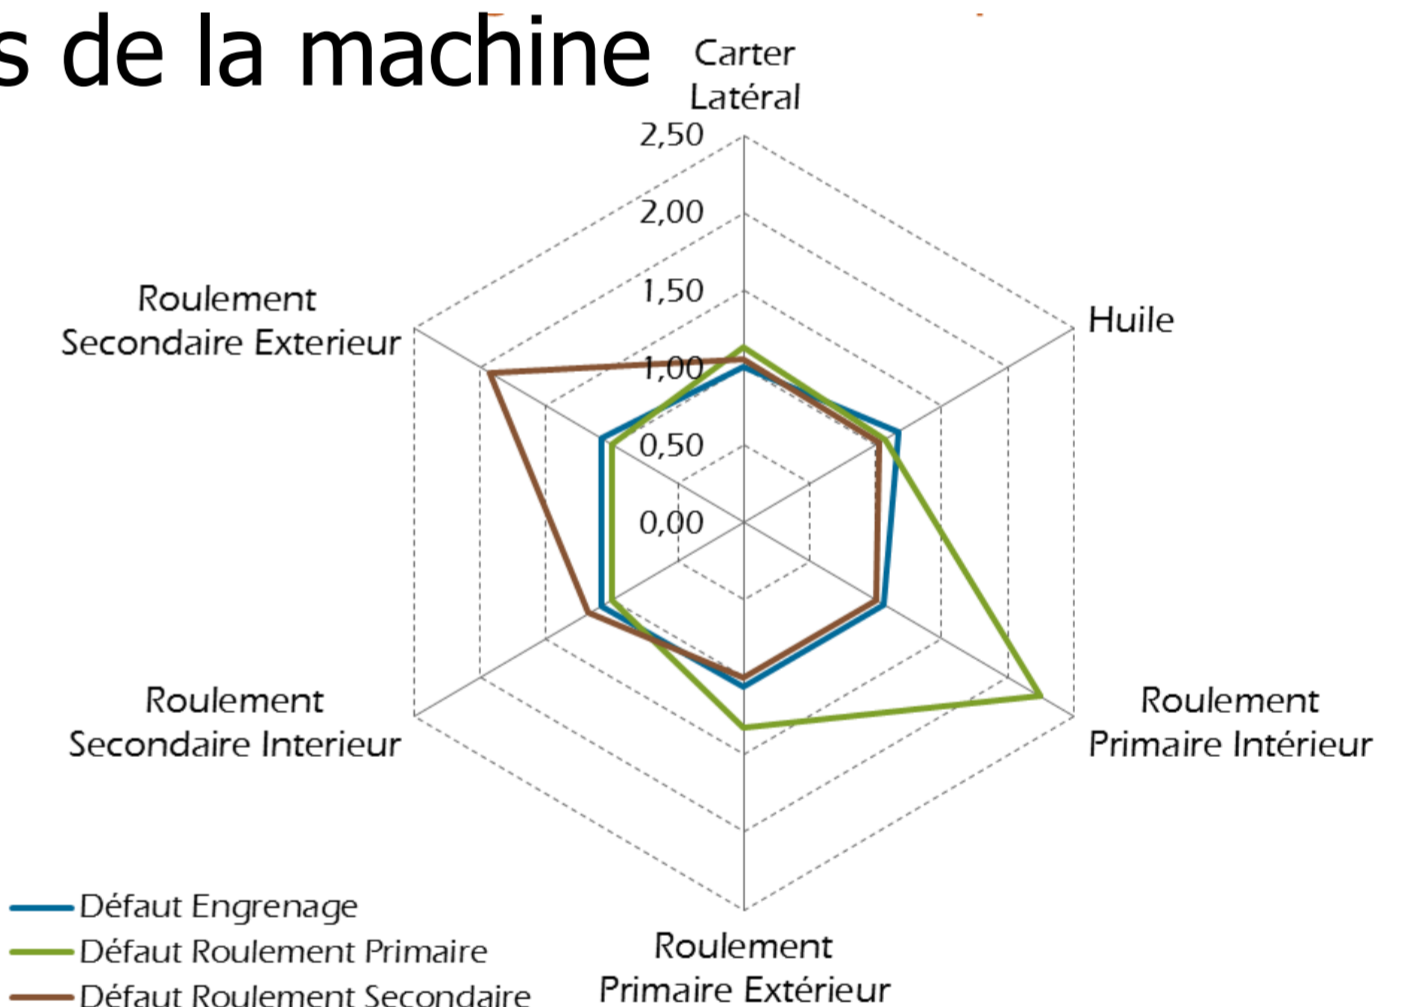 s de la machine
Carter
Latéral
2,50
2,00
1,50
1,00
0,50
0,00
Huile
Roulement
Secondaire Exterieur
Roulement
Secondaire Interieur
Roulement
Primaire Intérieur
Roulement
Primaire Extérieur
Défaut Engrenage
Défaut Roulement Primaire
Défaut Roulement Secondaire